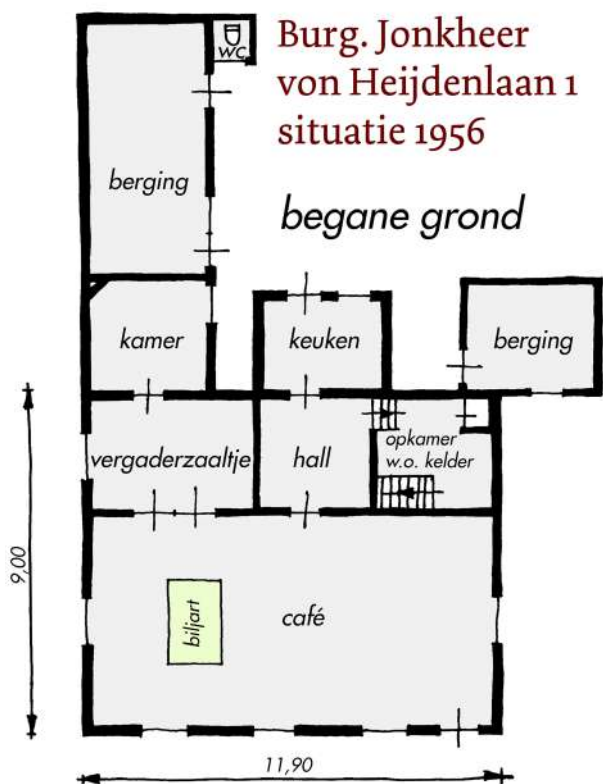 Burg. Jonkheer
von Heijdenlaan 1
situatie 1956
wc
begane grond
berging
kamer
keuken
berging
vergaderzaaltje
hall
opkamer
w.o. kelder
9,00
biljart
café
11,90